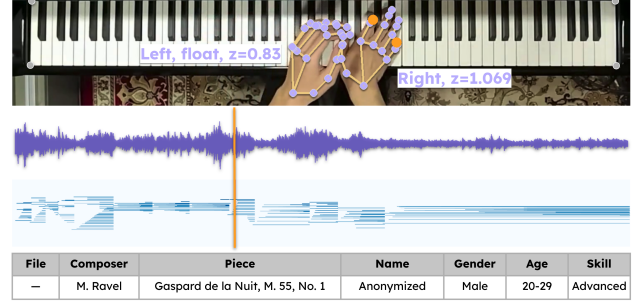 Left, float, z=0.83
Right, z=1.069
File Composer Piece Name Gender Age Skill
— M. Ravel Gaspard de la Nuit, M. 55, No. 1 Anonymized Male 20-29 Advanced